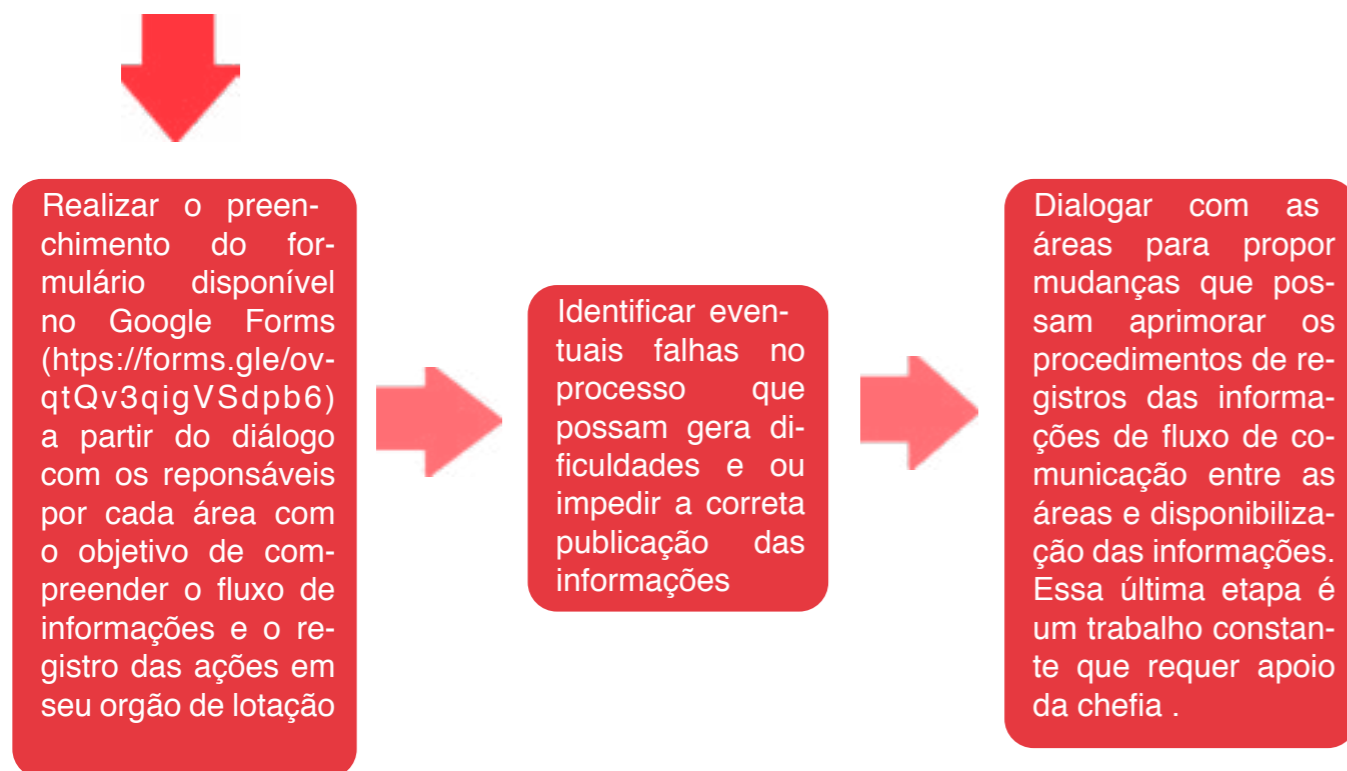 Realizar o preen-
chimento do for-
mulário disponível
no Google Forms
(htps://forms.gle/ov-
qtQv3qigVSdpb6)
a partir do diálogo
com os reponsáveis
por cada área com
o objetivo de com-
preender o fluxo de
informações e o re-
gistro das ações em
seu orgão de lotação
Identificar even-
tuais falhas no
processo que
possam gera di-
ficuldades e ou
impedir a correta
publicação das
informações
Dialogar com as
áreas para propor
mudanças que pos-
sam aprimorar os
procedimentos de re-
gistros das informa-
ções de fluxo de co-
municação entre as
áreas e disponibiliza-
ção das informações.
Essa última etapa é
um trabalho constan-
te que requer apoio
da chefia .